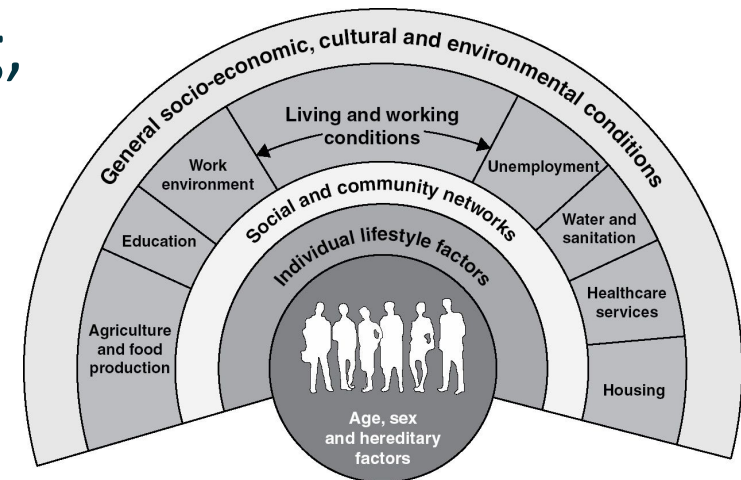 General socio-economic, cultural and environmental conditions
Living and working
conditions
Work
environment
Unemployment
Education
Water and
sanitation
Agriculture
and food
production
Healthcare
services
Housing
Social and community networks
Individual lifestyle factors
Age, sex
and hereditary
factors